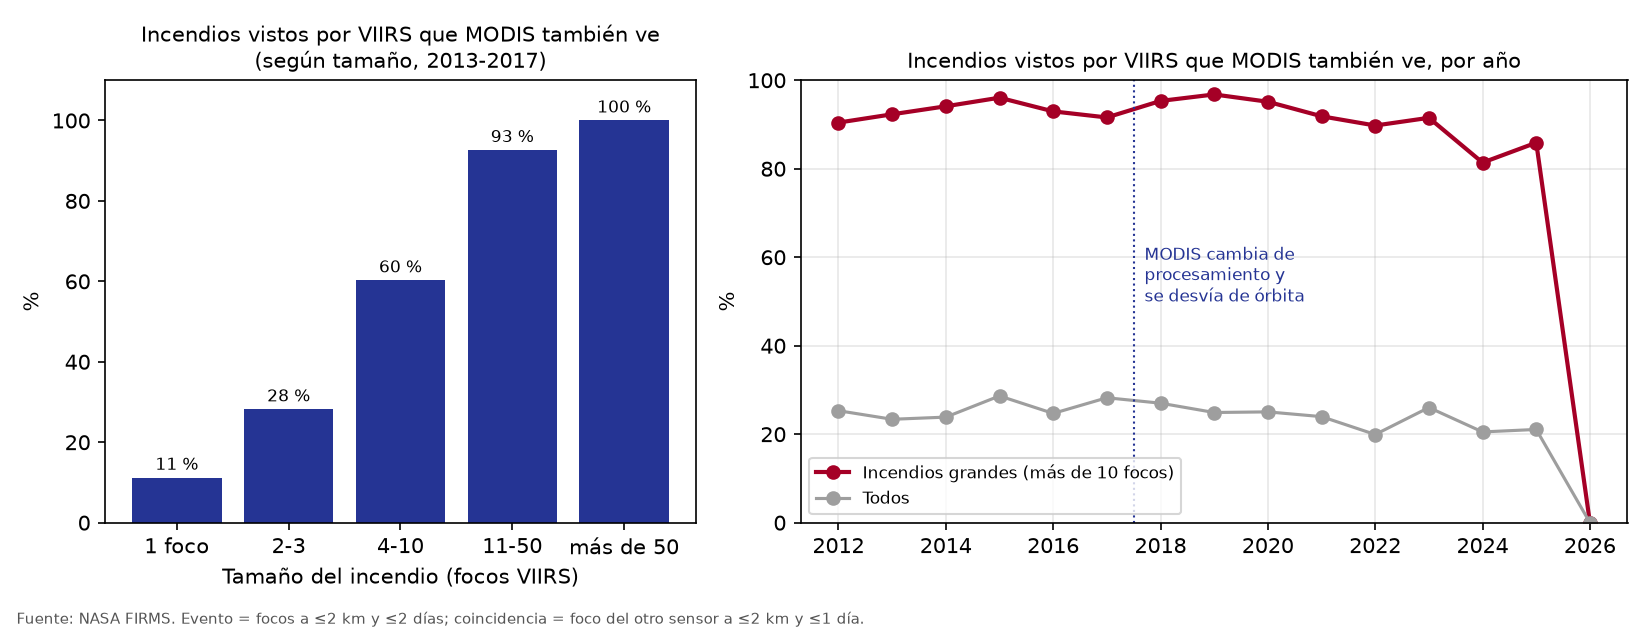 Incendios vistos por VIIRS que MODIS también ve
(según tamaño, 2013-2017)
%
100
80
60
40
20
0
11 %
28 %
60 %
93 %
100 %
1 foco
2-3
4-10
11-50
más de 50
Tamaño del incendio (focos VIIRS)
Incendios vistos por VIIRS que MODIS también ve, por año
%
100
80
60
40
20
0
MODIS cambia de
procesamiento y
se desvía de órbita
Incendios grandes (más de 10 focos)
Todos
2012
2014
2016
2018
2020
2022
2024
2026
Fuente: NASA FIRMS. Evento = focos a ≤2 km y ≤2 días; coincidencia = foco del otro sensor a ≤2 km y ≤1 día.